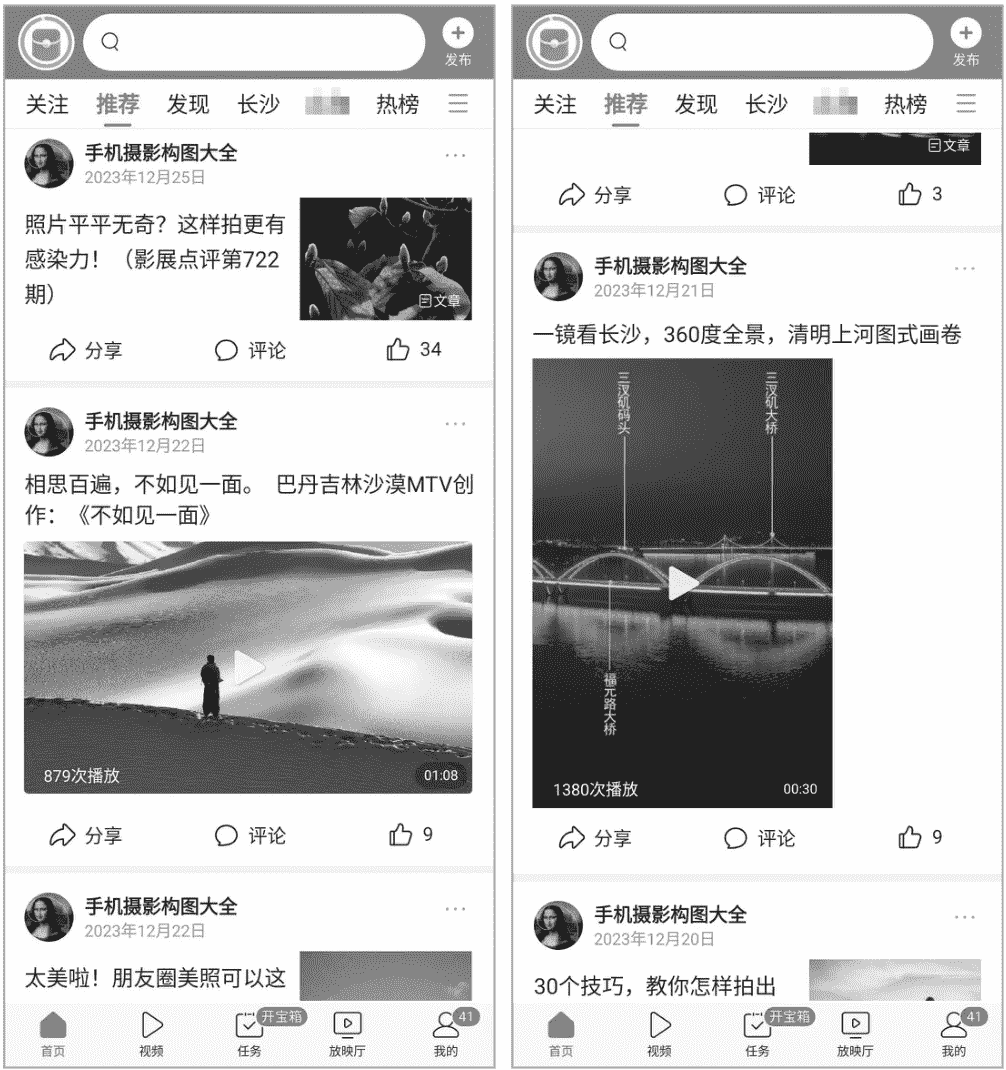 发布
关注 推荐 发现 长沙 热榜
手机摄影构图大全
2023年12月25日
照片平平无奇？这样拍更有
感染力！（影展点评第722
期）
文章
分享 评论 34
手机摄影构图大全
2023年12月22日
相思百遍，不如见一面。 巴丹吉林沙漠MTV创
作：《不如见一面》
879次播放 01:08
分享 评论 9
手机摄影构图大全
2023年12月22日
太美啦！朋友圈美照可以这
开宝箱 41
首页 视频 任务 放映厅 我的
发布
关注 推荐 发现 长沙 热榜
文章
分享 评论 3
手机摄影构图大全
2023年12月21日
一镜看长沙，360度全景，清明上河图式画卷
三汊矶码头
三汊矶大桥
福元路大桥
1380次播放 00:30
分享 评论 9
手机摄影构图大全
2023年12月20日
30个技巧，教你怎样拍出
开宝箱 41
首页 视频 任务 放映厅 我的